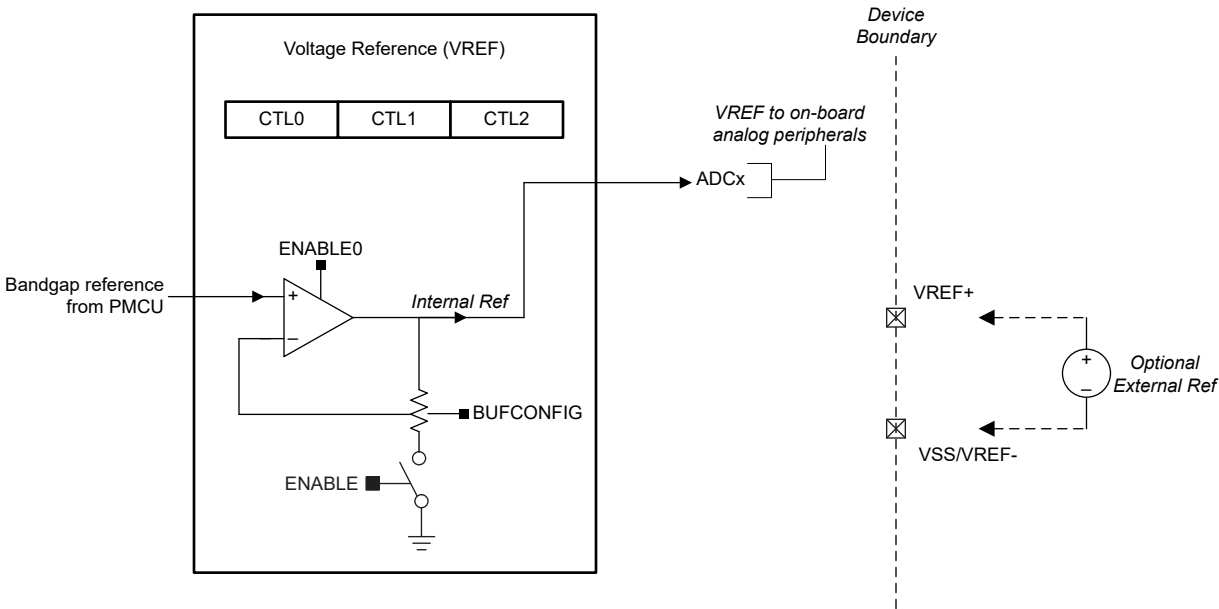 Device
Boundary
Voltage Reference (VREF)
CTL0 CTL1 CTL2
VREF to on-board
analog peripherals
ADCx
ENABLE0
Bandgap reference
from PMCU
+
Internal Ref
–
VREF+
+
–
Optional
External Ref
BUFCONFIG
VSS/VREF-
ENABLE